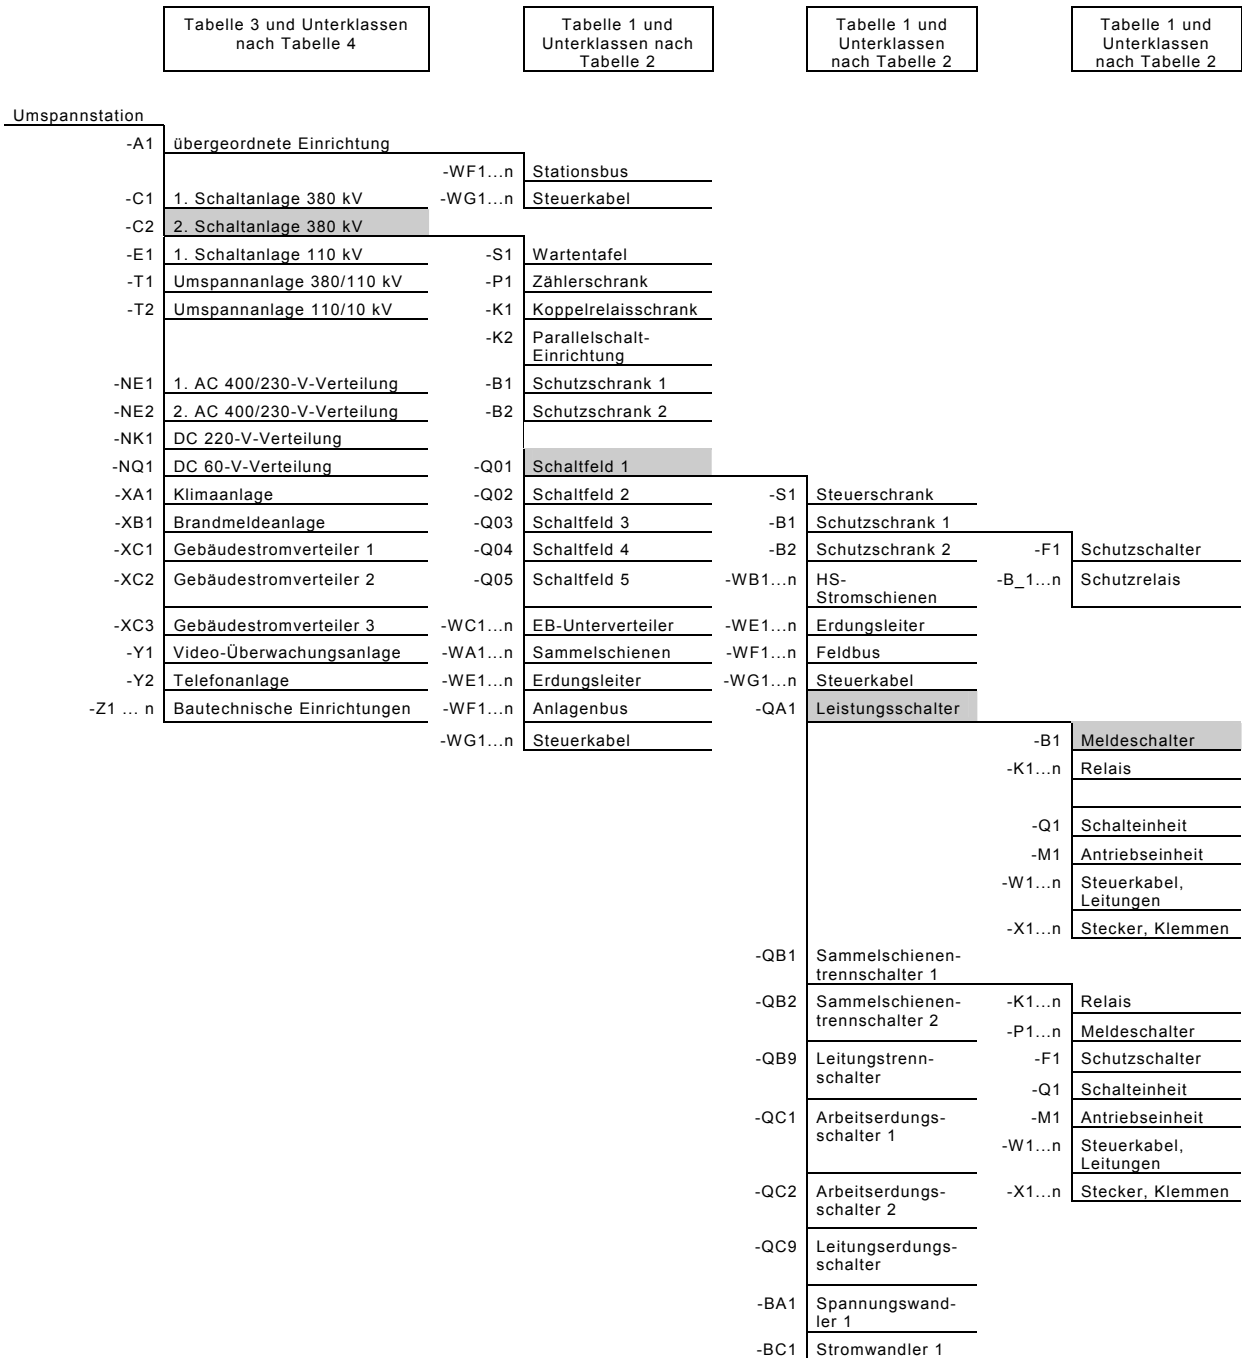 Tabelle 3 und Unterklassen
nach Tabelle 4
Tabelle 1 und
Unterklassen nach
Tabelle 2
Tabelle 1 und
Unterklassen
nach Tabelle 2
Tabelle 1 und
Unterklassen
nach Tabelle 2
Umspannstation
-A1 übergeordnete Einrichtung
-WF1...n Stationsbus
-C1 1. Schaltanlage 380 kV -WG1...n Steuerkabel
-C2 2. Schaltanlage 380 kV
-E1 1. Schaltanlage 110 kV -S1 Wartentafel
-T1 Umspannanlage 380/110 kV -P1 Zählerschrank
-T2 Umspannanlage 110/10 kV -K1 Koppelrelaisschrank
-K2 Parallelschalt-
Einrichtung
-NE1 1. AC 400/230-V-Verteilung -B1 Schutzschrank 1
-NE2 2. AC 400/230-V-Verteilung -B2 Schutzschrank 2
-NK1 DC 220-V-Verteilung
-NQ1 DC 60-V-Verteilung -Q01 Schaltfeld 1
-XA1 Klimaanlage -Q02 Schaltfeld 2 -S1 Steuerschrank
-XB1 Brandmeldeanlage -Q03 Schaltfeld 3 -B1 Schutzschrank 1
-XC1 Gebäudestromverteiler 1 -Q04 Schaltfeld 4 -B2 Schutzschrank 2 -F1 Schutzschalter
-XC2 Gebäudestromverteiler 2 -Q05 Schaltfeld 5 -WB1...n HS- -B_1...n Schutzrelais
Stromschienen
-XC3 Gebäudestromverteiler 3 -WC1...n EB-Unterverteiler -WE1...n Erdungsleiter
-Y1 Video-Überwachungsanlage -WA1...n Sammelschienen -WF1...n Feldbus
-Y2 Telefonanlage -WE1...n Erdungsleiter -WG1...n Steuerkabel
-Z1 ... n Bautechnische Einrichtungen -WF1...n Anlagenbus -QA1 Leistungsschalter
-WG1...n Steuerkabel -B1 Meldeschalter
-K1...n Relais
-Q1 Schalteinheit
-M1 Antriebseinheit
-W1...n Steuerkabel,
Leitungen
-X1...n Stecker, Klemmen
-QB1 Sammelschienen-
trennschalter 1
-QB2 Sammelschienen- -K1...n Relais
trennschalter 2
-P1...n Meldeschalter
-QB9 Leitungstrenn- -F1 Schutzschalter
schalter
-Q1 Schalteinheit
-QC1 Arbeitserdungs- -M1 Antriebseinheit
schalter 1
-W1...n Steuerkabel,
Leitungen
-QC2 Arbeitserdungs- -X1...n Stecker, Klemmen
schalter 2
-QC9 Leitungserdungs-
schalter
-BA1 Spannungswand-
ler 1
-BC1 Stromwandler 1